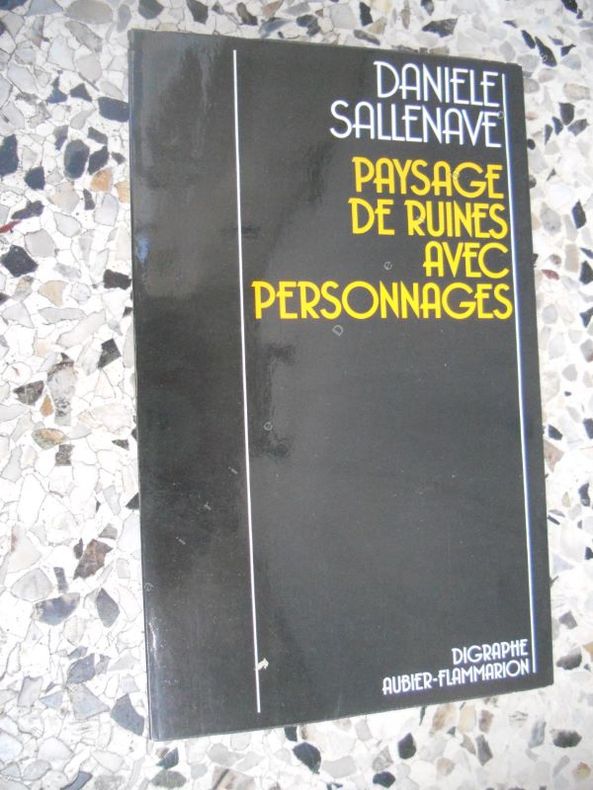 DANIELE
SALLENAVE
PAYSAGE
DE RUINES
AVEC
PERSONNAGES
DIGRAPHE
AUBIER-FLAMMARION